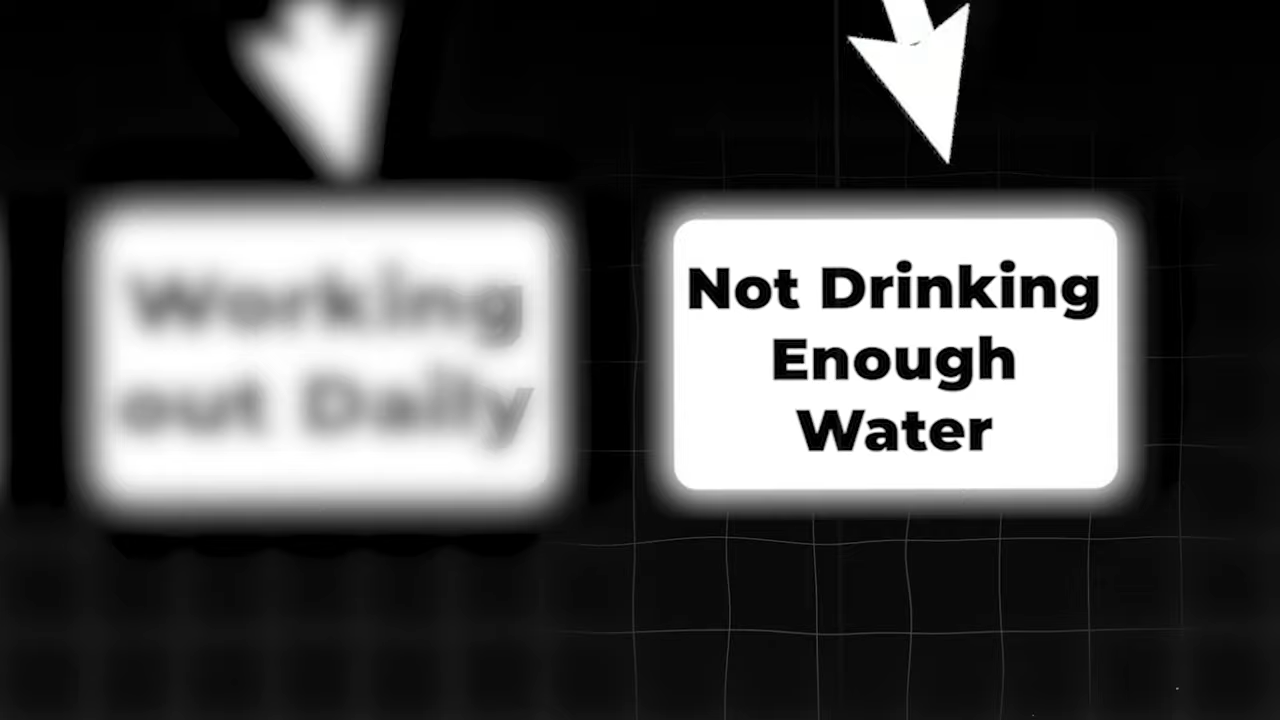 Working
out Daily
Not Drinking
Enough
Water